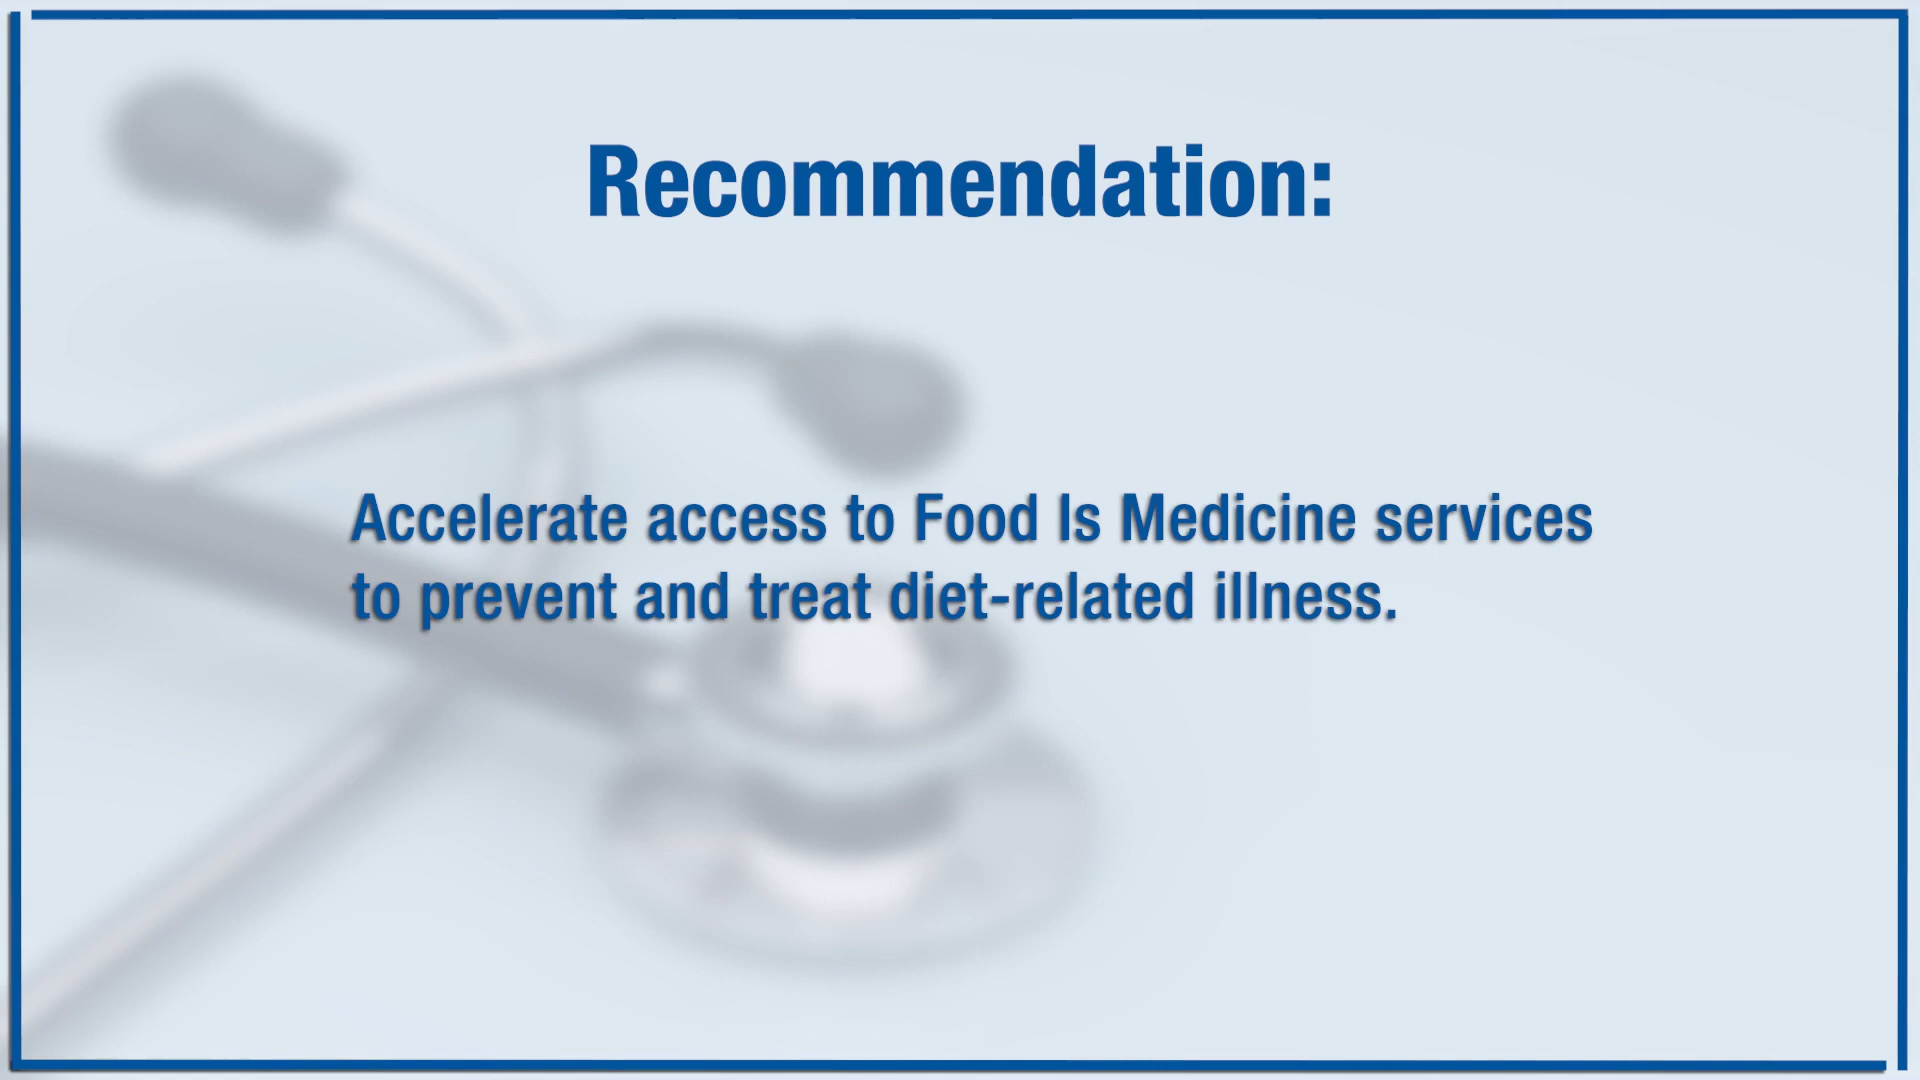 Recommendation:
Accelerate access to Food Is Medicine services
to prevent and treat diet-related illness.